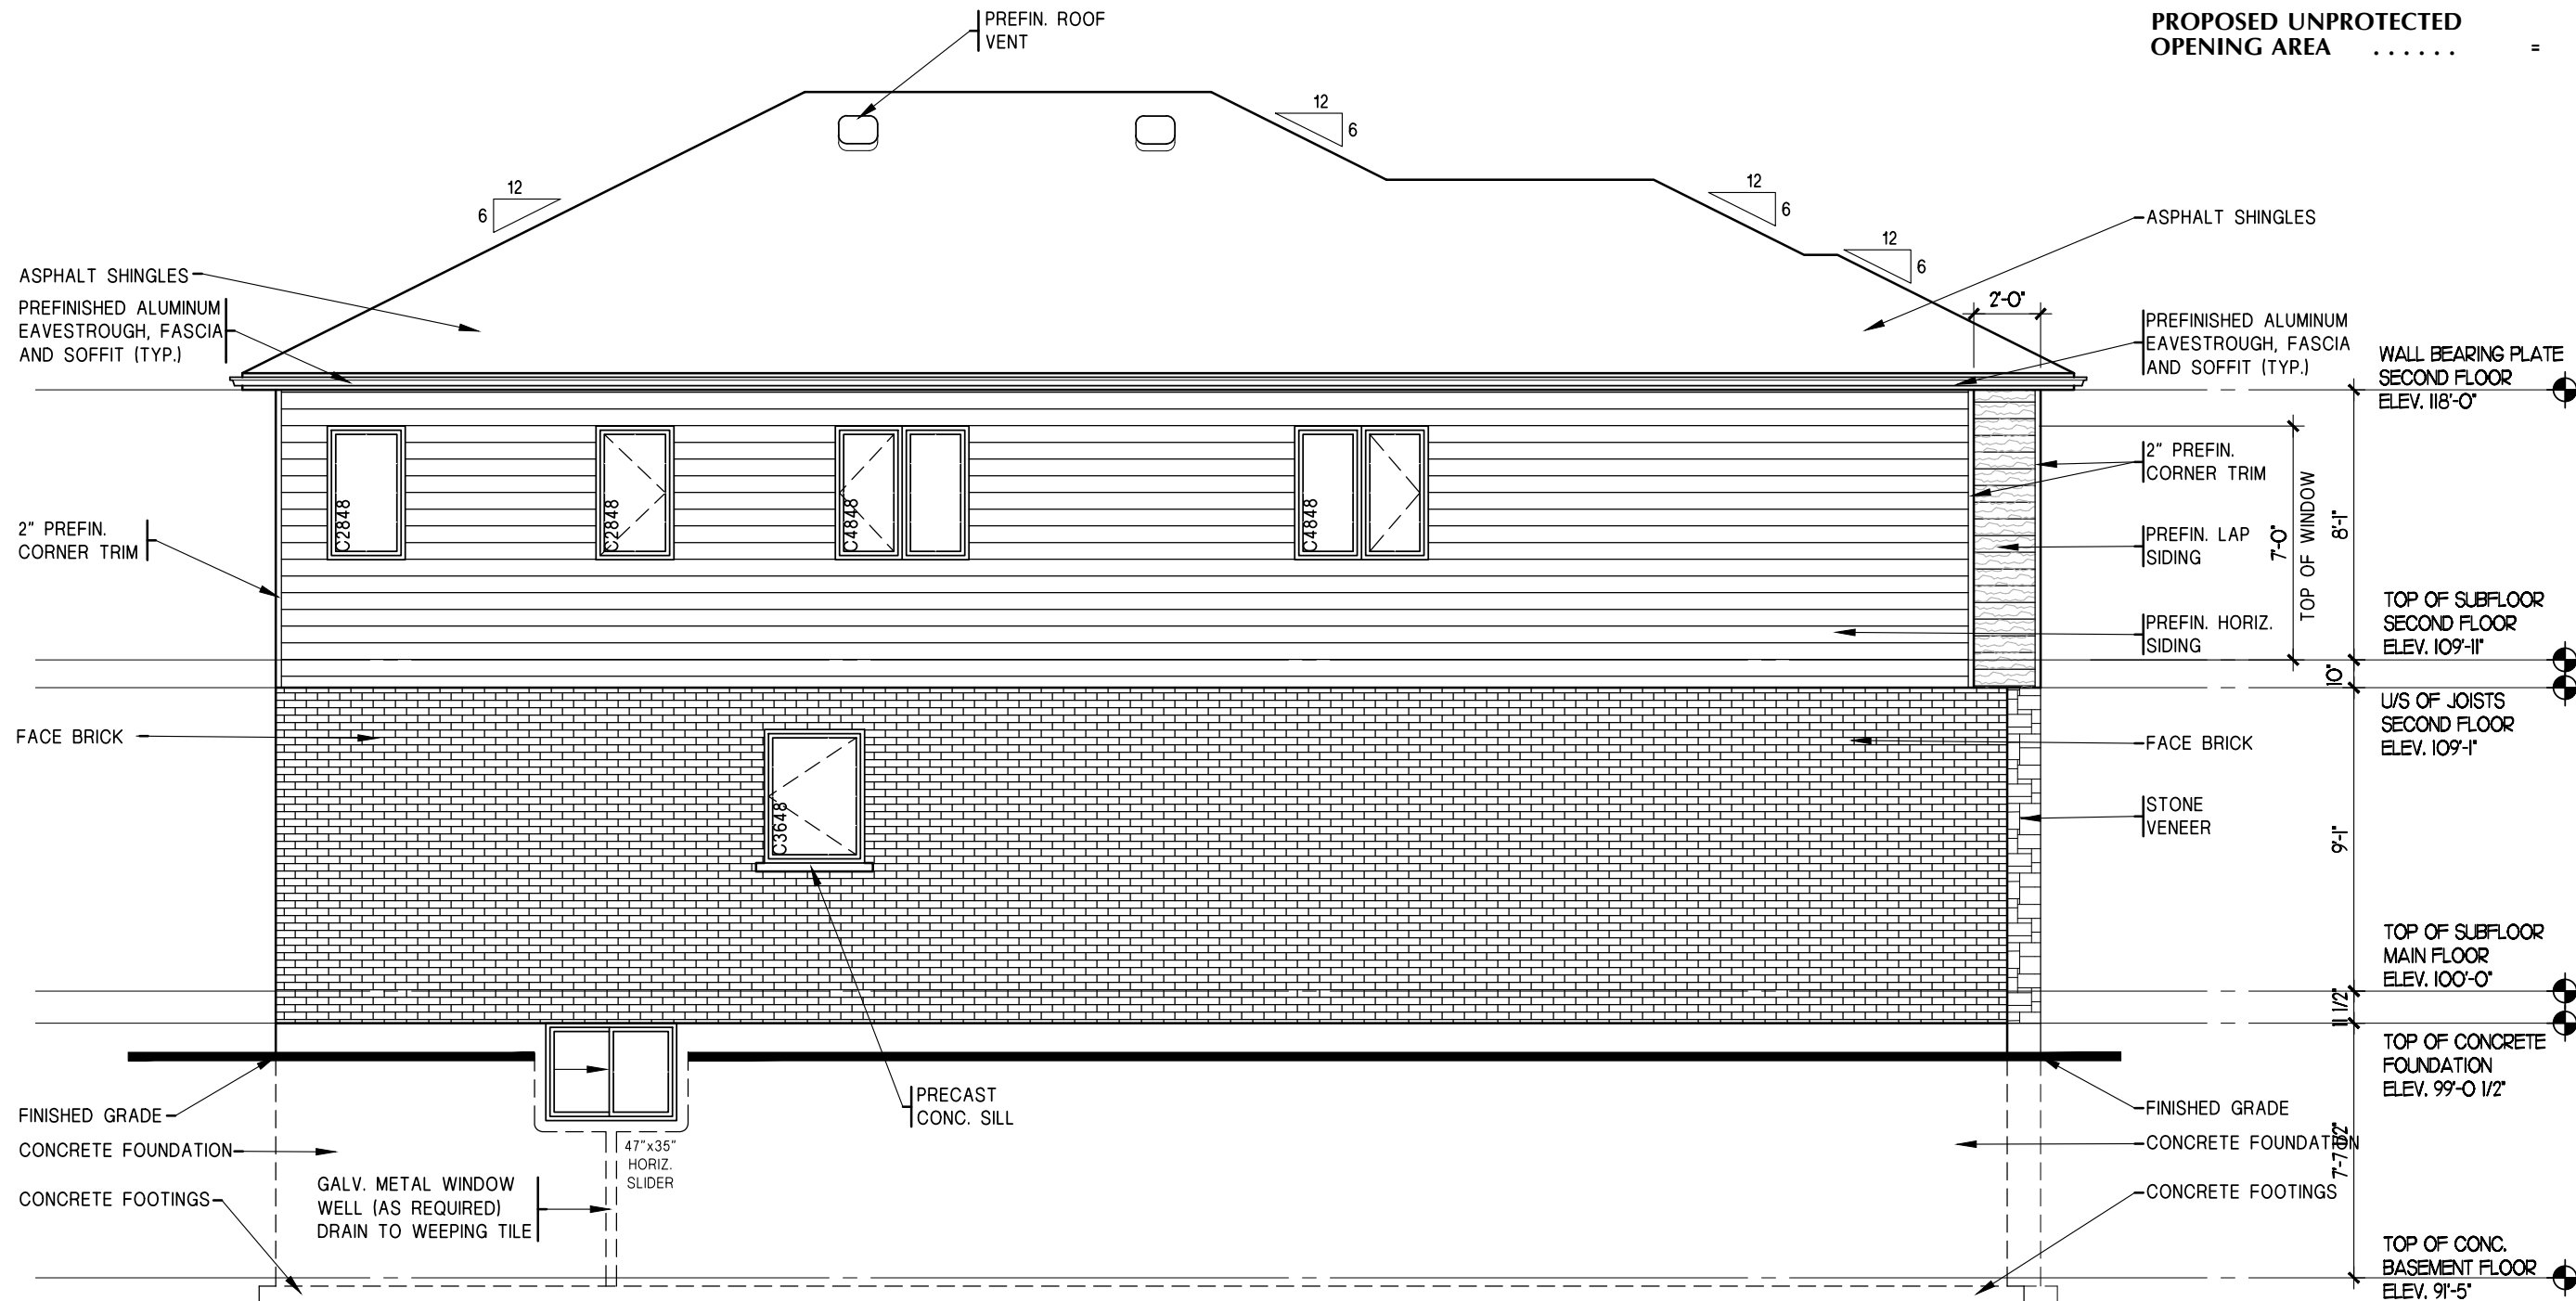 PREFIN. ROOF
VENT
PROPOSED UNPROTECTED
OPENING AREA ...... =
12
6
12
6
12
6
12
6
ASPHALT SHINGLES
PREFINISHED ALUMINUM
EAVESTROUGH, FASCIA
AND SOFFIT (TYP.)
2" PREFIN.
CORNER TRIM
FACE BRICK
FINISHED GRADE
CONCRETE FOUNDATION
CONCRETE FOOTINGS
C2848
C2848
C4848
C4848
C3648
GALV. METAL WINDOW
WELL (AS REQUIRED)
DRAIN TO WEEPING TILE
47"x35"
HORIZ.
SLIDER
PRECAST
CONC. SILL
ASPHALT SHINGLES
2'-0"
PREFINISHED ALUMINUM
EAVESTROUGH, FASCIA
AND SOFFIT (TYP.)
2" PREFIN.
CORNER TRIM
PREFIN. LAP
SIDING
PREFIN. HORIZ.
SIDING
FACE BRICK
STONE
VENEER
FINISHED GRADE
CONCRETE FOUNDATION
CONCRETE FOOTINGS
7'-0"
TOP OF WINDOW
8'-1"
10"
9'-1"
11 1/2"
WALL BEARING PLATE
SECOND FLOOR
ELEV. 118'-0"
TOP OF SUBFLOOR
SECOND FLOOR
ELEV. 109'-11"
U/S OF JOISTS
SECOND FLOOR
ELEV. 109'-1"
TOP OF SUBFLOOR
MAIN FLOOR
ELEV. 100'-0"
TOP OF CONCRETE
FOUNDATION
ELEV. 99'-0 1/2"
TOP OF CONC.
BASEMENT FLOOR
ELEV. 91'-5"